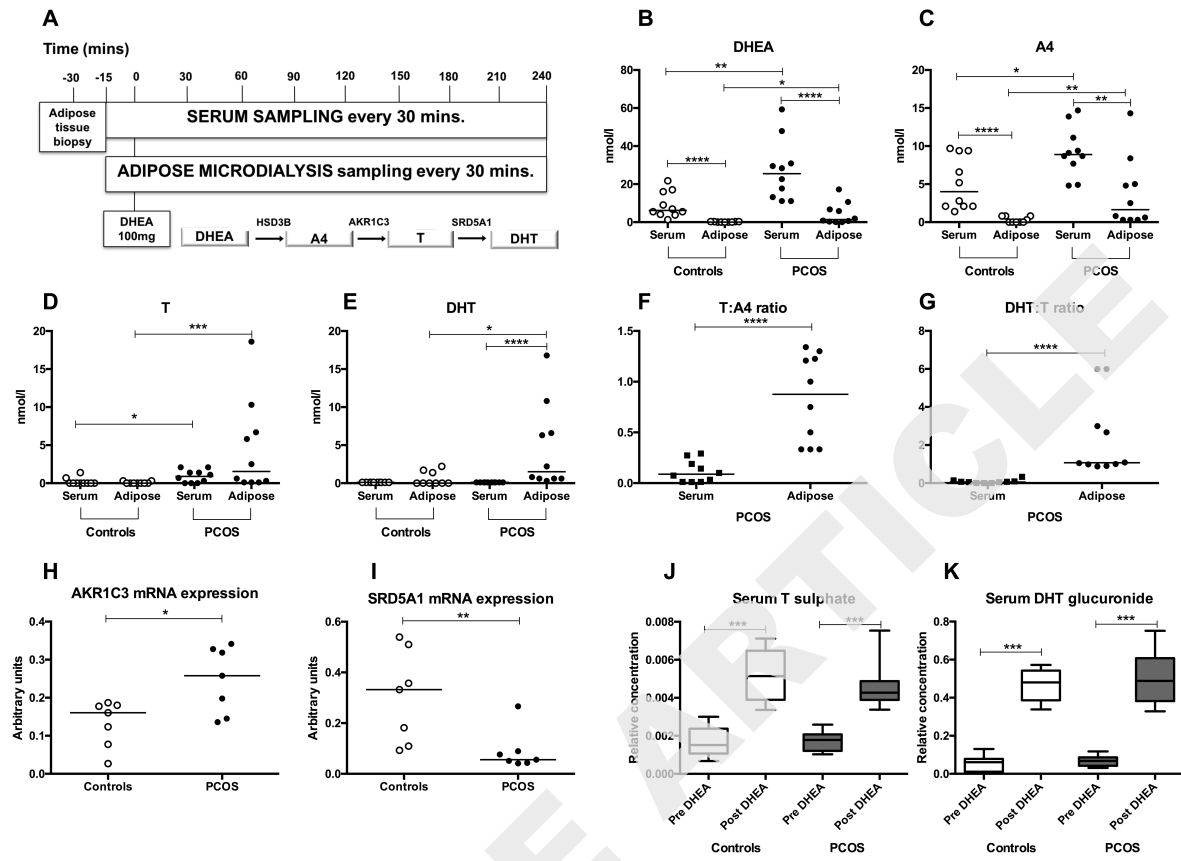 A
Time (mins)
-30 -15 0 30 60 90 120 150 180 210 240
Adipose
tissue
biopsy
SERUM SAMPLING every 30 mins.
ADIPOSE MICRODIALYSIS sampling every 30 mins.
DHEA
100mg
DHEA HSD3B A4 AKR1C3 T SRD5A1 DHT
B
DHEA
nmol/l
80
60
40
20
0
** * **** ****
Serum Adipose Serum Adipose
Controls PCOS
C
A4
nmol/l
20
15
10
5
0
* ** ** ****
Serum Adipose Serum Adipose
Controls PCOS
D
T
nmol/l
20
15
10
5
0
*** *
Serum Adipose Serum Adipose
Controls PCOS
E
DHT
nmol/l
20
15
10
5
0
* ****
Serum Adipose Serum Adipose
Controls PCOS
F
T:A4 ratio
1.5
1.0
0.5
0.0
****
Serum Adipose
PCOS
G
DHT:T ratio
8
6
4
2
0
****
Serum Adipose
PCOS
H
AKR1C3 mRNA expression
Arbitrary units
0.4
0.3
0.2
0.1
0.0
*
Controls PCOS
I
SRD5A1 mRNA expression
Arbitrary units
0.6
0.4
0.2
0.0
**
Controls PCOS
J
Serum T sulphate
Relative concentration
0.008
0.006
0.004
0.002
0.000
*** ***
Pre DHEA Post DHEA Pre DHEA Post DHEA
Controls PCOS
K
Serum DHT glucuronide
Relative concentration
0.8
0.6
0.4
0.2
0.0
*** ***
Pre DHEA Post DHEA Pre DHEA Post DHEA
Controls PCOS
E ARTICLE